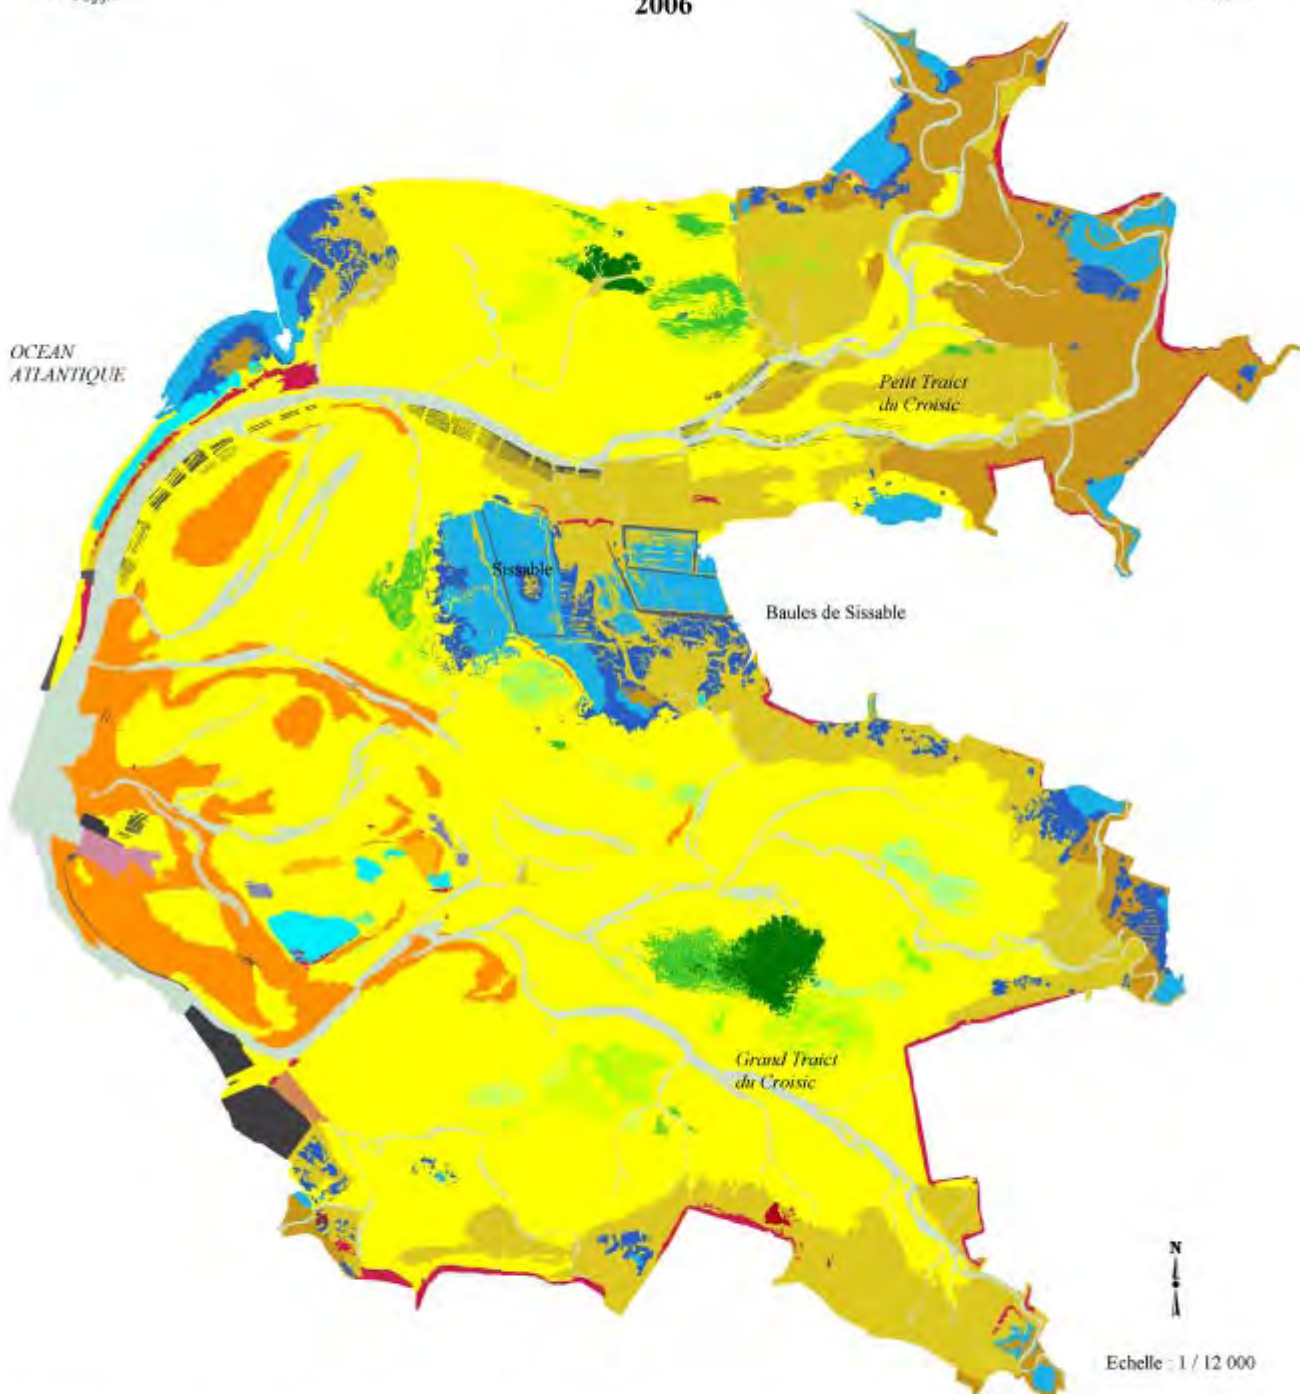 2006
OCEAN
ATLANTIQUE
Petit Traict
du Croisic
Sissable
Baules de Sissable
Grand Traict
du Croisic
N
Echelle : 1 / 12 000